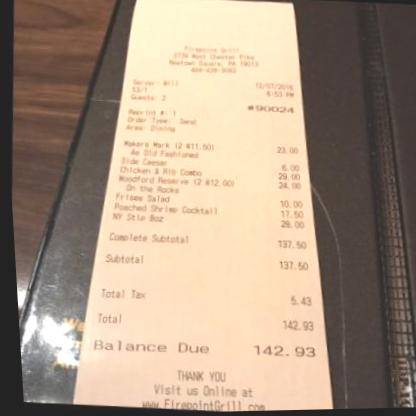 Firepoint Grill
3739 West Chester Pike
Newtown Square, PA 19073
Server: Will
12/07/2016
53/1
6:53 PM
Guests: 2
#90024
Reprint #: 1
Order Type: Send
Area: Dining
Makers Mark (2 @11.50) 23.00
As Old Fashioned
Side Caesar 6.00
Chicken & Rib Combo 29.00
Woodford Reserve (2 @12.00) 24.00
On the Rocks
Frisee Salad 10.00
Poached Shrimp Cocktail 17.50
NY Stip 8oz 28.00
Complete Subtotal 137.50
Subtotal 137.50
Total Tax 5.43
Total 142.93
Balance Due 142.93
THANK YOU
Visit us Online at
www.FirepointGrill.com